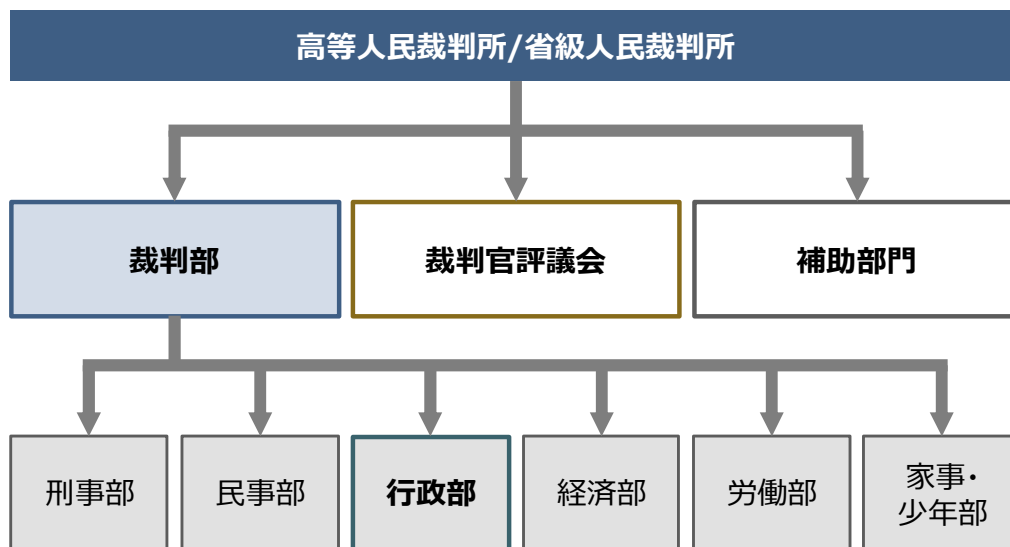 高等人民裁判所/省級人民裁判所
裁判部
裁判官評議会
補助部門
刑事部
民事部
行政部
経済部
労働部
家事・
少年部